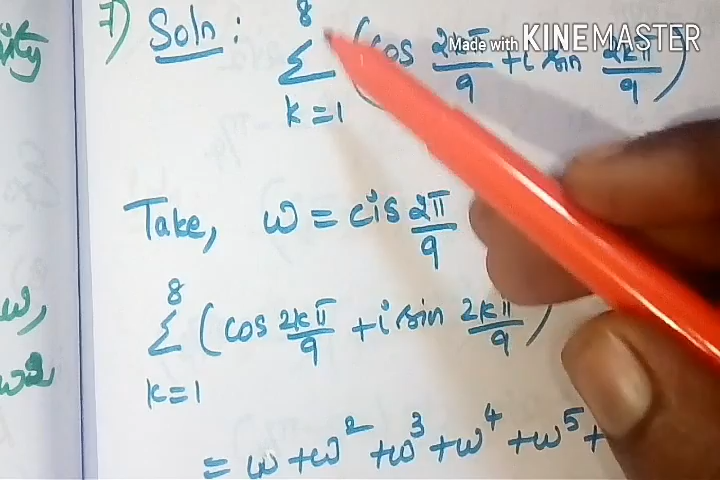 7) Soln : 8
Σ (cos 2kπ/9 + i sin 2kπ/9)
k = 1
Made with KINEMASTER
Take, ω = cis 2π/9
8
Σ (cos 2kπ/9 + i sin 2kπ/9)
k = 1
= ω + ω² + ω³ + ω⁴ + ω⁵ +
ω,